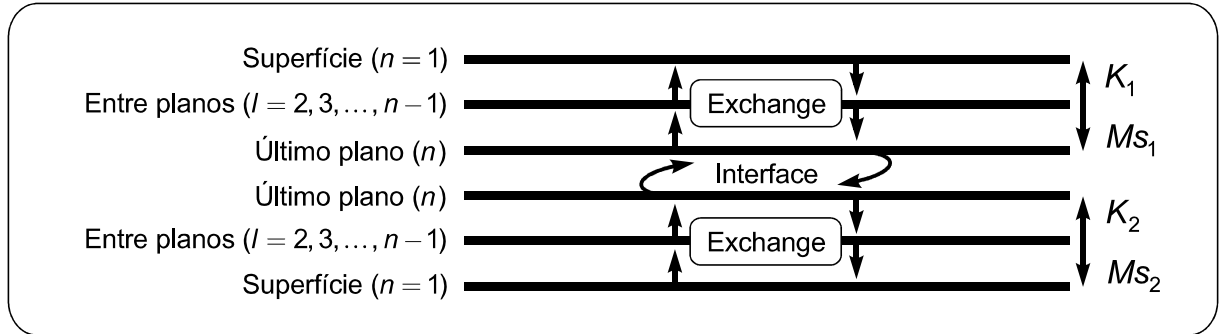 Superfície (n = 1)
Entre planos (l = 2, 3, ..., n − 1)
Exchange
K₁
Último plano (n)
Ms₁
Interface
Último plano (n)
K₂
Entre planos (l = 2, 3, ..., n − 1)
Exchange
Superfície (n = 1)
Ms₂